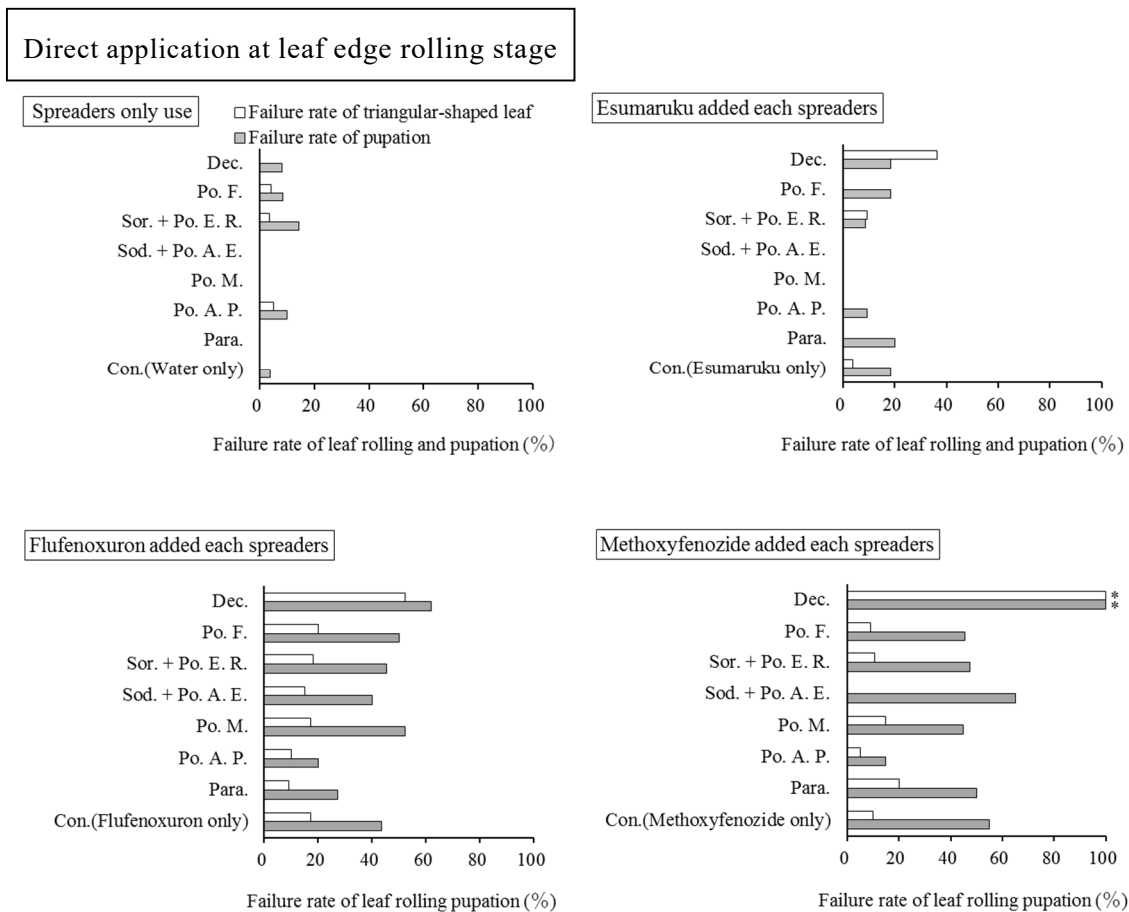 Direct application at leaf edge rolling stage
Spreaders only use
Failure rate of triangular-shaped leaf
Failure rate of pupation
Dec.
Po. F.
Sor. + Po. E. R.
Sod. + Po. A. E.
Po. M.
Po. A. P.
Para.
Con.(Water only)
0 20 40 60 80 100
Failure rate of leaf rolling and pupation (%)
Esumaruku added each spreaders
Dec.
Po. F.
Sor. + Po. E. R.
Sod. + Po. A. E.
Po. M.
Po. A. P.
Para.
Con.(Esumaruku only)
0 20 40 60 80 100
Failure rate of leaf rolling and pupation (%)
Flufenoxuron added each spreaders
Dec.
Po. F.
Sor. + Po. E. R.
Sod. + Po. A. E.
Po. M.
Po. A. P.
Para.
Con.(Flufenoxuron only)
0 20 40 60 80 100
Failure rate of leaf rolling pupation (%)
Methoxyfenozide added each spreaders
Dec.
*
*
Po. F.
Sor. + Po. E. R.
Sod. + Po. A. E.
Po. M.
Po. A. P.
Para.
Con.(Methoxyfenozide only)
0 20 40 60 80 100
Failure rate of leaf rolling pupation (%)